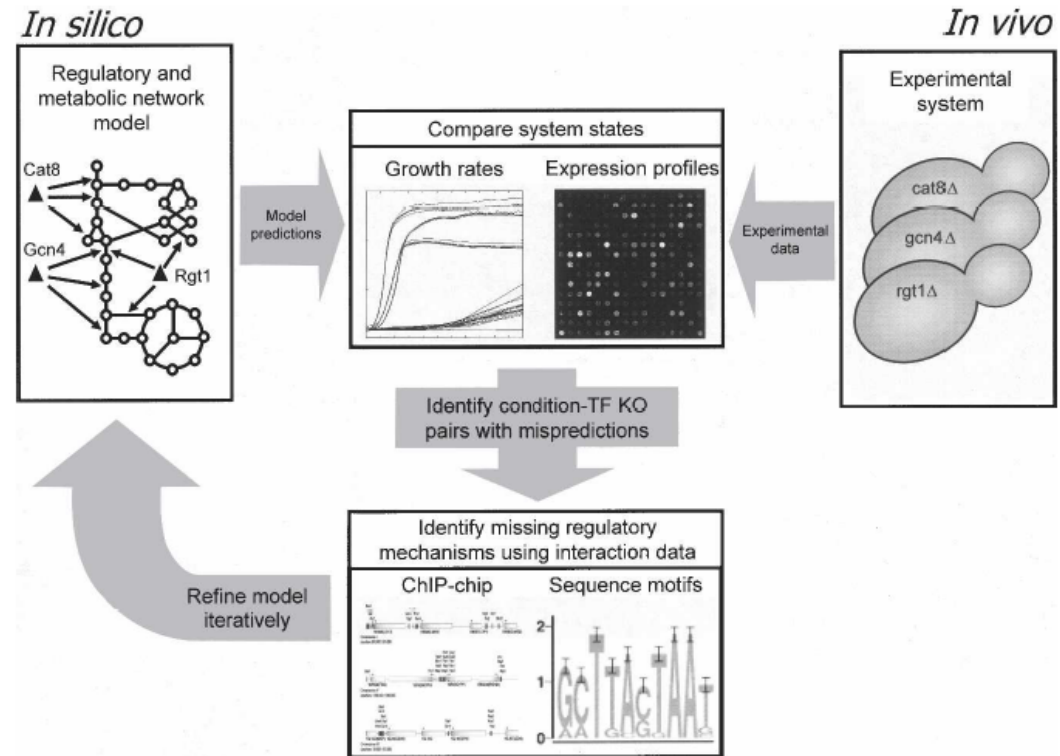 In silico
In vivo
Regulatory and
metabolic network
model
Cat8
Gcn4
Rgt1
Model
predictions
Compare system states
Growth rates
Expression profiles
Experimental
data
Experimental
system
cat8Δ
gcn4Δ
rgt1Δ
Identify condition-TF KO
pairs with mispredictions
Identify missing regulatory
mechanisms using interaction data
ChIP-chip
Sequence motifs
2
1
0
Refine model
iteratively